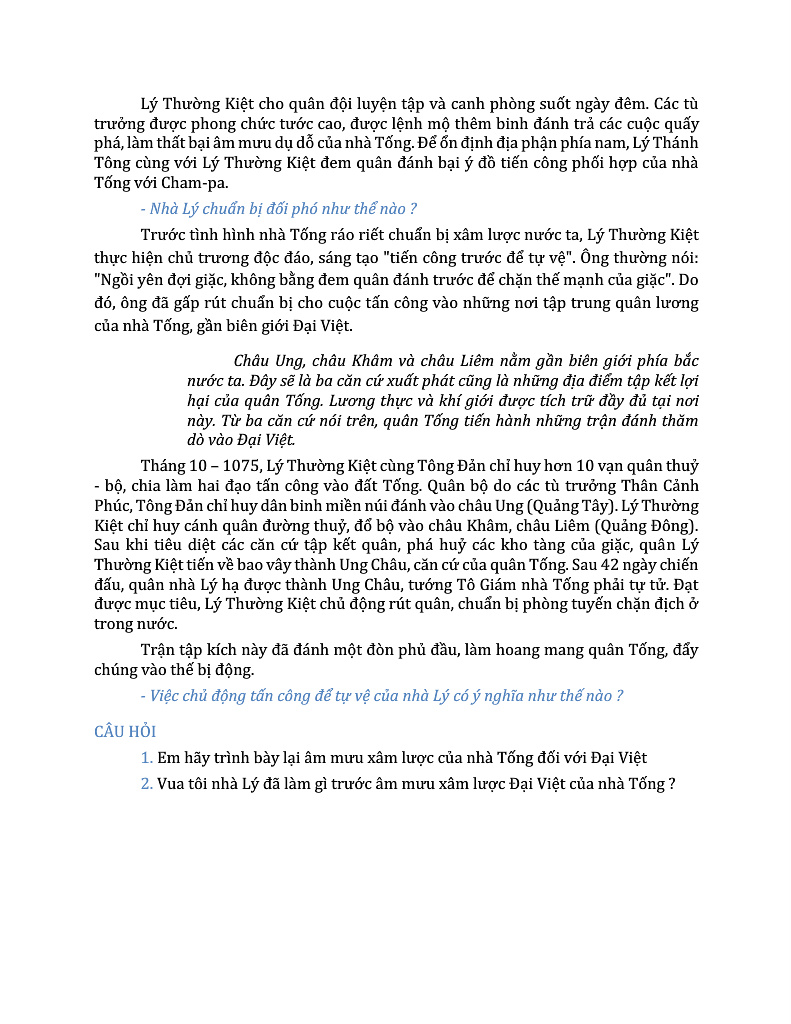 Lý Thường Kiệt cho quân đội luyện tập và canh phòng suốt ngày đêm. Các tù
trưởng được phong chức tước cao, được lệnh mộ thêm binh đánh trả các cuộc quấy
phá, làm thất bại âm mưu dụ dỗ của nhà Tống. Để ổn định địa phận phía nam, Lý Thánh
Tông cùng với Lý Thường Kiệt đem quân đánh bại ý đồ tiến công phối hợp của nhà
Tống với Cham-pa.
- Nhà Lý chuẩn bị đối phó như thế nào ?
Trước tình hình nhà Tống ráo riết chuẩn bị xâm lược nước ta, Lý Thường Kiệt
thực hiện chủ trương độc đáo, sáng tạo "tiến công trước để tự vệ". Ông thường nói:
"Ngồi yên đợi giặc, không bằng đem quân đánh trước để chặn thế mạnh của giặc". Do
đó, ông đã gấp rút chuẩn bị cho cuộc tấn công vào những nơi tập trung quân lương
của nhà Tống, gần biên giới Đại Việt.
Châu Ung, châu Khâm và châu Liêm nằm gần biên giới phía bắc
nước ta. Đây sẽ là ba căn cứ xuất phát cũng là những địa điểm tập kết lợi
hại của quân Tống. Lương thực và khí giới được tích trữ đầy đủ tại nơi
này. Từ ba căn cứ nói trên, quân Tống tiến hành những trận đánh thăm
dò vào Đại Việt.
Tháng 10 – 1075, Lý Thường Kiệt cùng Tông Đản chỉ huy hơn 10 vạn quân thuỷ
- bộ, chia làm hai đạo tấn công vào đất Tống. Quân bộ do các tù trưởng Thân Cảnh
Phúc, Tông Đản chỉ huy dân binh miền núi đánh vào châu Ung (Quảng Tây). Lý Thường
Kiệt chỉ huy cánh quân đường thuỷ, đổ bộ vào châu Khâm, châu Liêm (Quảng Đông).
Sau khi tiêu diệt các căn cứ tập kết quân, phá huỷ các kho tàng của giặc, quân Lý
Thường Kiệt tiến về bao vây thành Ung Châu, căn cứ của quân Tống. Sau 42 ngày chiến
đấu, quân nhà Lý hạ được thành Ung Châu, tướng Tô Giám nhà Tống phải tự tử. Đạt
được mục tiêu, Lý Thường Kiệt chủ động rút quân, chuẩn bị phòng tuyến chặn địch ở
trong nước.
Trận tập kích này đã đánh một đòn phủ đầu, làm hoang mang quân Tống, đẩy
chúng vào thế bị động.
- Việc chủ động tấn công để tự vệ của nhà Lý có ý nghĩa như thế nào ?
CÂU HỎI
1. Em hãy trình bày lại âm mưu xâm lược của nhà Tống đối với Đại Việt
2. Vua tôi nhà Lý đã làm gì trước âm mưu xâm lược Đại Việt của nhà Tống ?